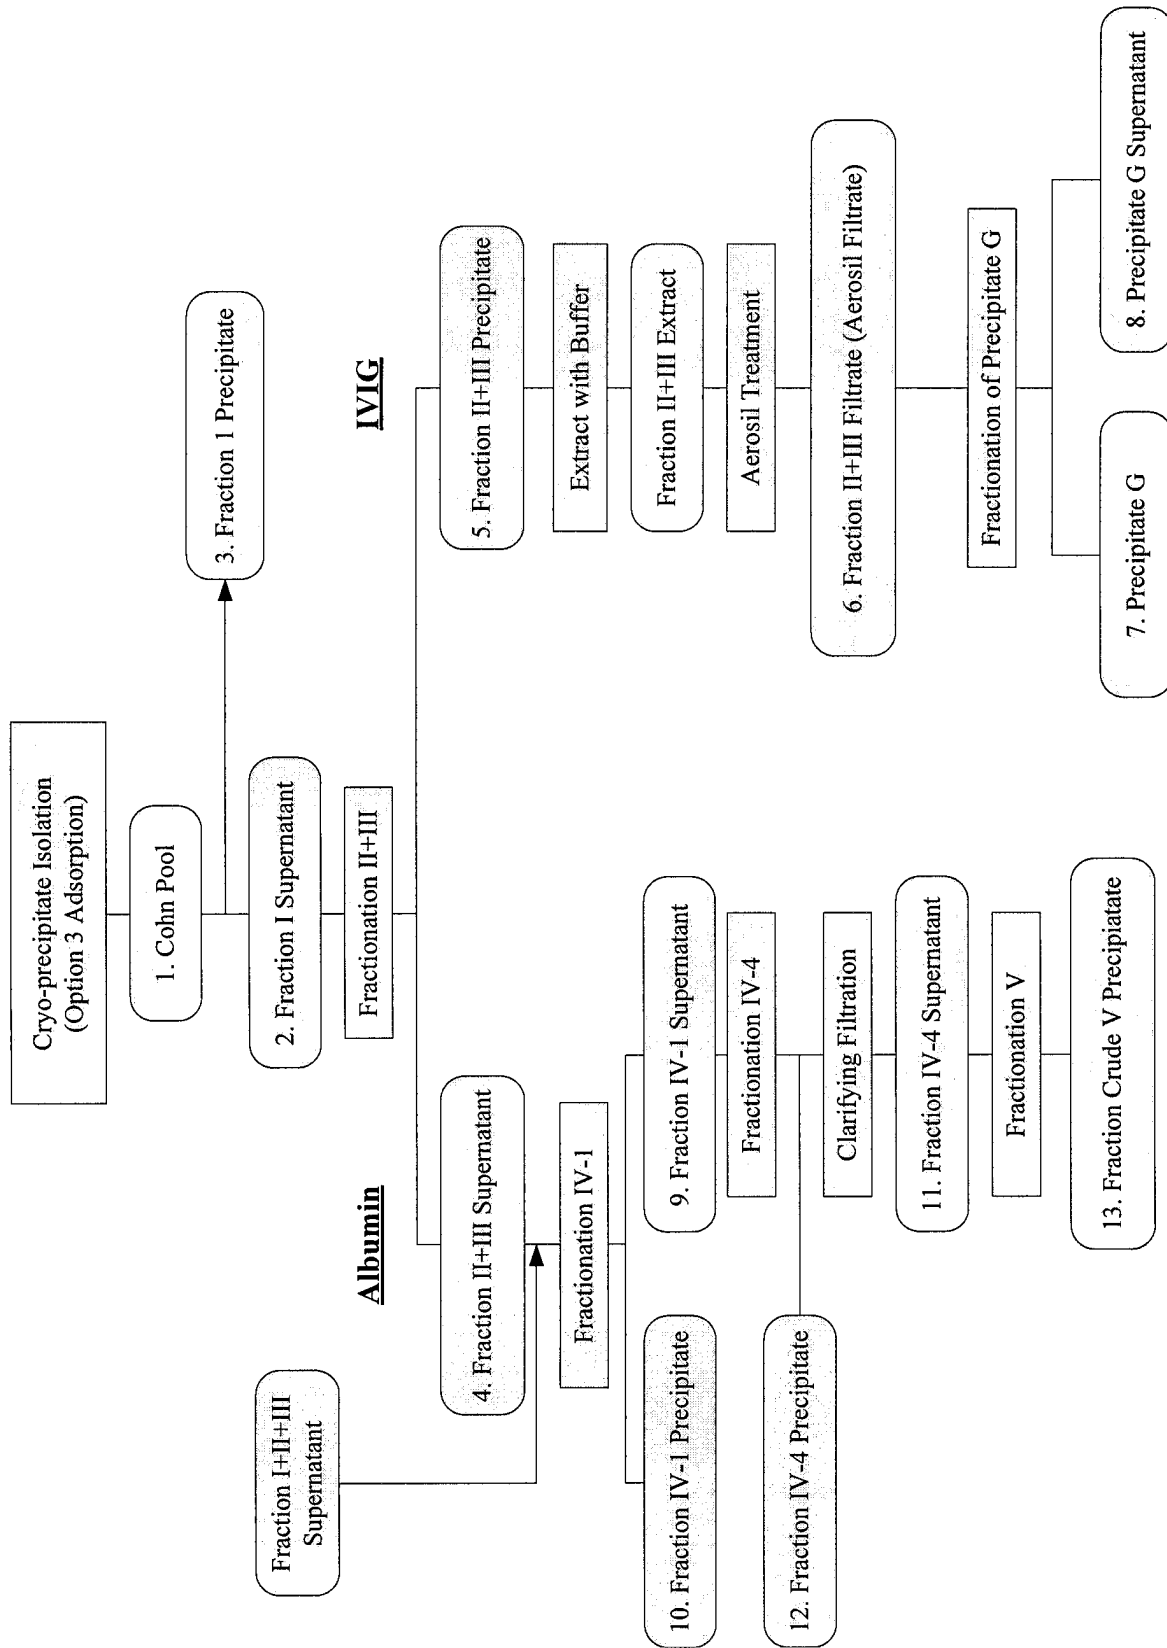 Cryo-precipitate Isolation
(Option 3 Adsorption)
1. Cohn Pool
3. Fraction 1 Precipitate
2. Fraction I Supernatant
Fractionation II+III
Albumin
IVIG
Fraction I+II+III
Supernatant
4. Fraction II+III Supernatant
Fractionation IV-1
10. Fraction IV-1 Precipitate
9. Fraction IV-1 Supernatant
Fractionation IV-4
12. Fraction IV-4 Precipitate
Clarifying Filtration
11. Fraction IV-4 Supernatant
Fractionation V
13. Fraction Crude V Precipiatate
5. Fraction II+III Precipitate
Extract with Buffer
Fraction II+III Extract
Aerosil Treatment
6. Fraction II+III Filtrate (Aerosil Filtrate)
Fractionation of Precipitate G
7. Precipitate G
8. Precipitate G Supernatant